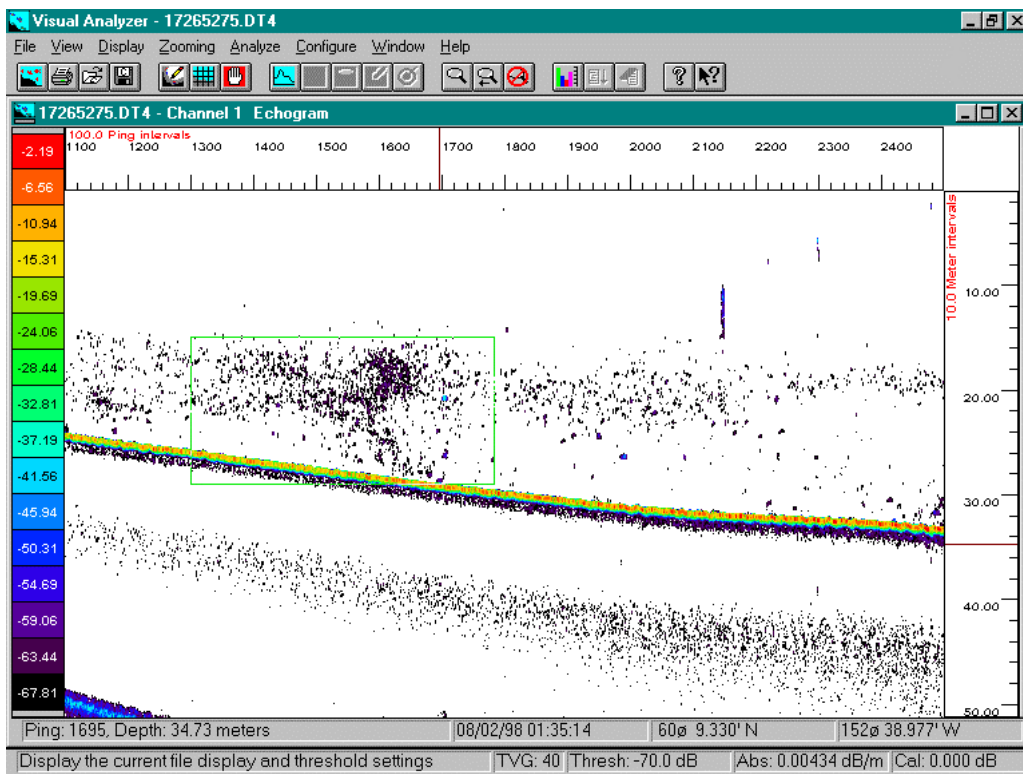 Visual Analyzer - 17265275.DT4
File View Display Zooming Analyze Configure Window Help
17265275.DT4 - Channel 1 Echogram
100.0 Ping intervals
1100 1200 1300 1400 1500 1600 1700 1800 1900 2000 2100 2200 2300 2400
-2.19
-6.56
-10.94
-15.31
-19.69
-24.06
-28.44
-32.81
-37.19
-41.56
-45.94
-50.31
-54.69
-59.06
-63.44
-67.81
10.0 Meter intervals
10.00
20.00
30.00
40.00
50.00
Ping: 1695, Depth: 34.73 meters 08/02/98 01:35:14 60ø 9.330' N 152ø 38.977' W
Display the current file display and threshold settings TVG: 40 Thresh: -70.0 dB Abs: 0.00434 dB/m Cal: 0.000 dB